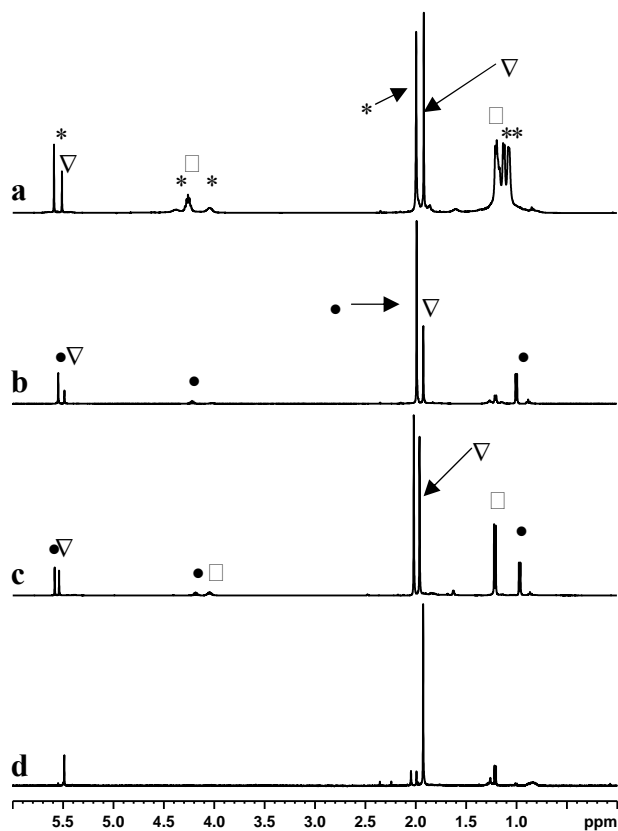 *
∇
□
**
*
∇
□
* *
a
● ∇
● ∇ ● ●
b
∇
□
●
●∇
● □
c
d
5.5 5.0 4.5 4.0 3.5 3.0 2.5 2.0 1.5 1.0 ppm